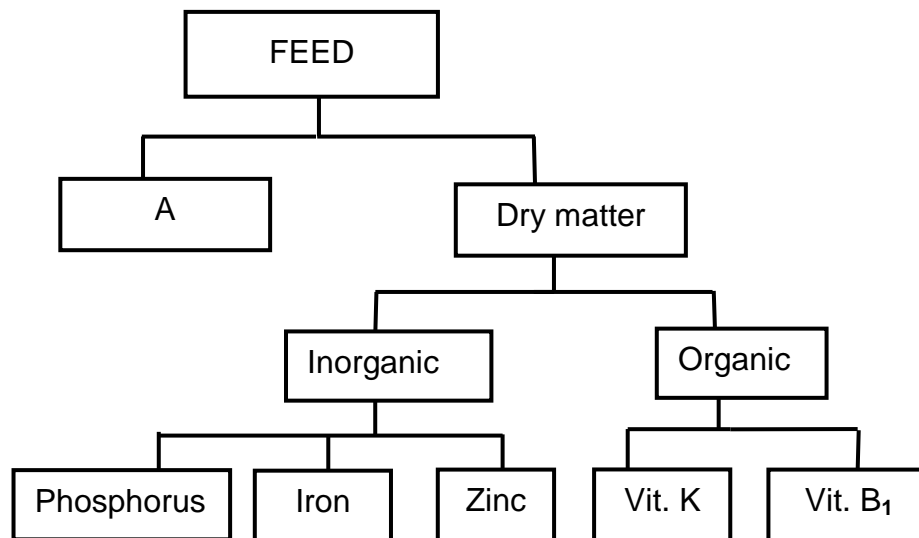 FEED
A
Dry matter
Inorganic
Organic
Phosphorus
Iron
Zinc
Vit. K
Vit. B₁